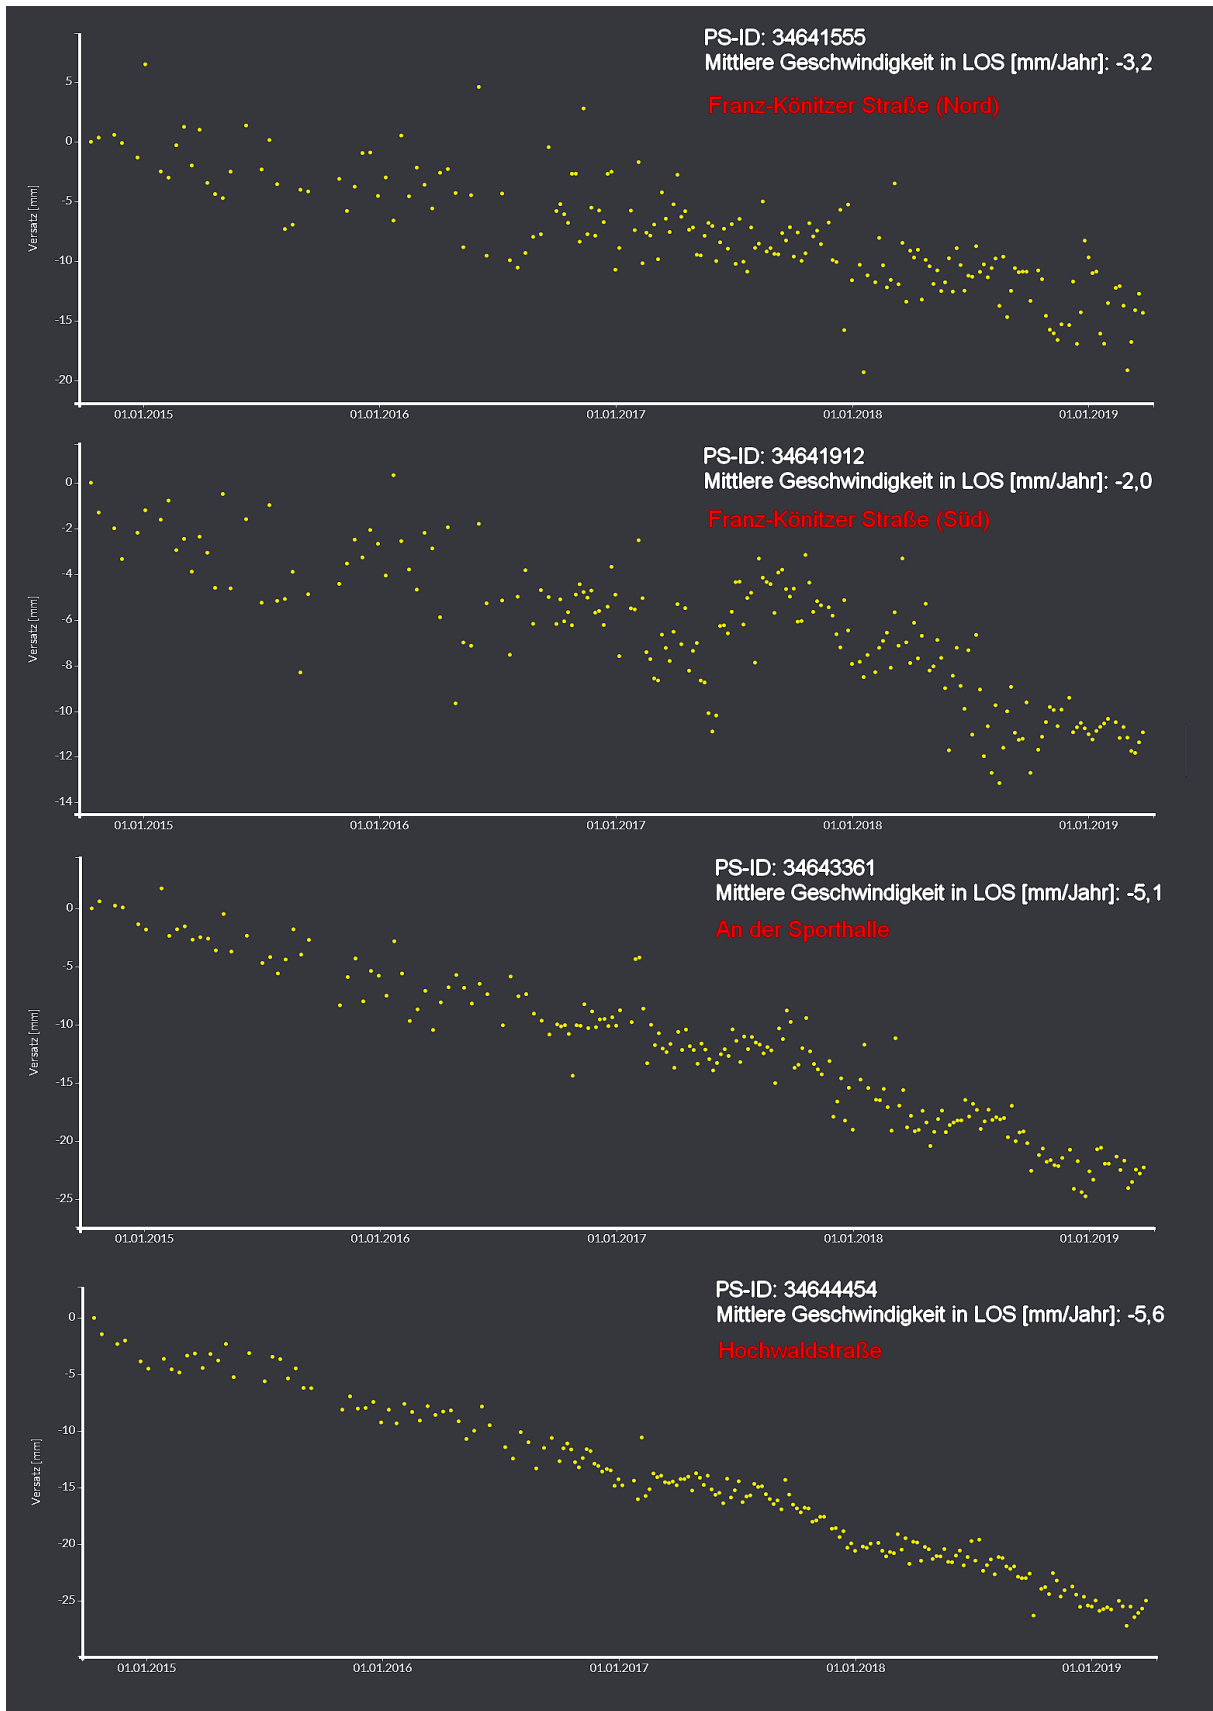 PS-ID: 34641555
Mittlere Geschwindigkeit in LOS [mm/Jahr]: -3,2
Franz-Könitzer Straße (Nord)
5
0
-5
-10
-15
-20
Versatz [mm]
01.01.2015 01.01.2016 01.01.2017 01.01.2018 01.01.2019
PS-ID: 34641912
Mittlere Geschwindigkeit in LOS [mm/Jahr]: -2,0
Franz-Könitzer Straße (Süd)
0
-2
-4
-6
-8
-10
-12
-14
Versatz [mm]
01.01.2015 01.01.2016 01.01.2017 01.01.2018 01.01.2019
PS-ID: 34643361
Mittlere Geschwindigkeit in LOS [mm/Jahr]: -5,1
An der Sporthalle
0
-5
-10
-15
-20
-25
Versatz [mm]
01.01.2015 01.01.2016 01.01.2017 01.01.2018 01.01.2019
PS-ID: 34644454
Mittlere Geschwindigkeit in LOS [mm/Jahr]: -5,6
Hochwaldstraße
0
-5
-10
-15
-20
-25
Versatz [mm]
01.01.2015 01.01.2016 01.01.2017 01.01.2018 01.01.2019